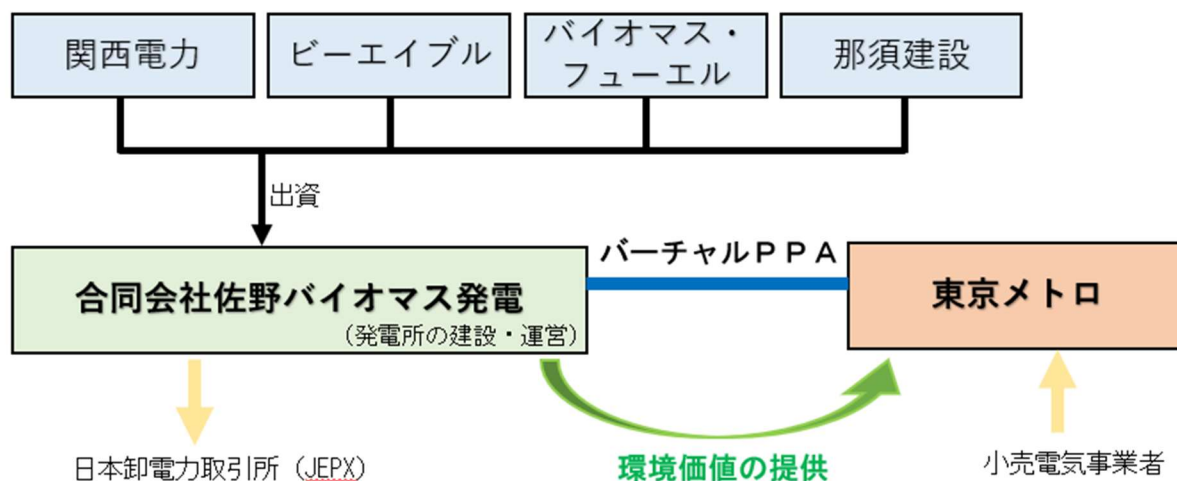 関西電力
ビーエイブル
バイオマス・
フューエル
那須建設
出資
バーチャルＰＰＡ
合同会社佐野バイオマス発電
（発電所の建設・運営）
東京メトロ
日本卸電力取引所（JEPX）
環境価値の提供
小売電気事業者